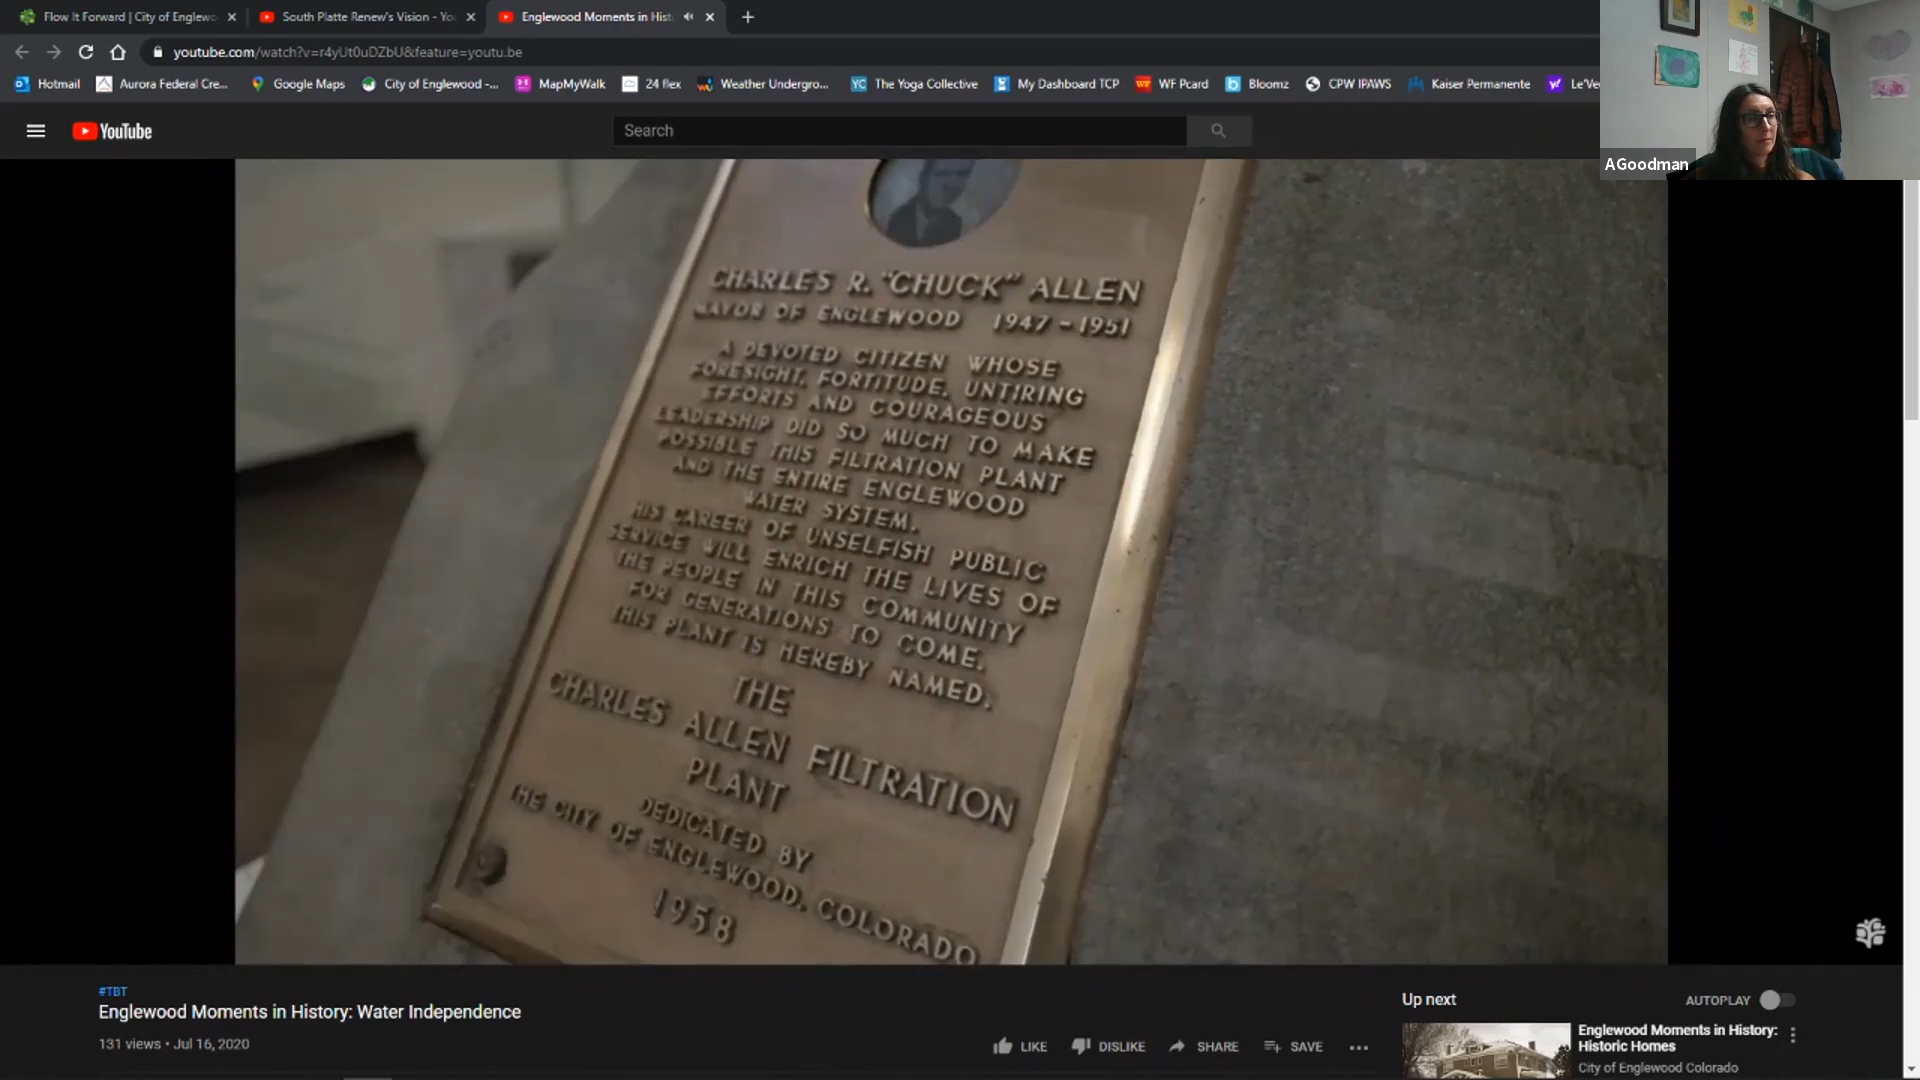 Flow It Forward | City of Englewo
South Platte Renew's Vision - Yo
Englewood Moments in Hist
youtube.com/watch?v=r4yUt0uDZbU&feature=youtu.be
Hotmail
Aurora Federal Cre...
Google Maps
City of Englewood -...
MapMyWalk
24 flex
Weather Undergro...
YC The Yoga Collective
My Dashboard TCP
WF WF Pcard
Bloomz
CPW IPAWS
Kaiser Permanente
Le'Ve
YouTube
Search
AGoodman
CHARLES R. "CHUCK" ALLEN
MAYOR OF ENGLEWOOD 1947 - 1951
A DEVOTED CITIZEN WHOSE
FORESIGHT, FORTITUDE, UNTIRING
EFFORTS AND COURAGEOUS
LEADERSHIP DID SO MUCH TO MAKE
POSSIBLE THIS FILTRATION PLANT
AND THE ENTIRE ENGLEWOOD
WATER SYSTEM.
HIS CAREER OF UNSELFISH PUBLIC
SERVICE WILL ENRICH THE LIVES OF
THE PEOPLE IN THIS COMMUNITY
FOR GENERATIONS TO COME.
THIS PLANT IS HEREBY NAMED,
THE
CHARLES ALLEN FILTRATION
PLANT
DEDICATED BY
THE CITY OF ENGLEWOOD, COLORADO
1958
#TBT
Englewood Moments in History: Water Independence
131 views • Jul 16, 2020
LIKE
DISLIKE
SHARE
SAVE
Up next
AUTOPLAY
Englewood Moments in History:
Historic Homes
City of Englewood Colorado